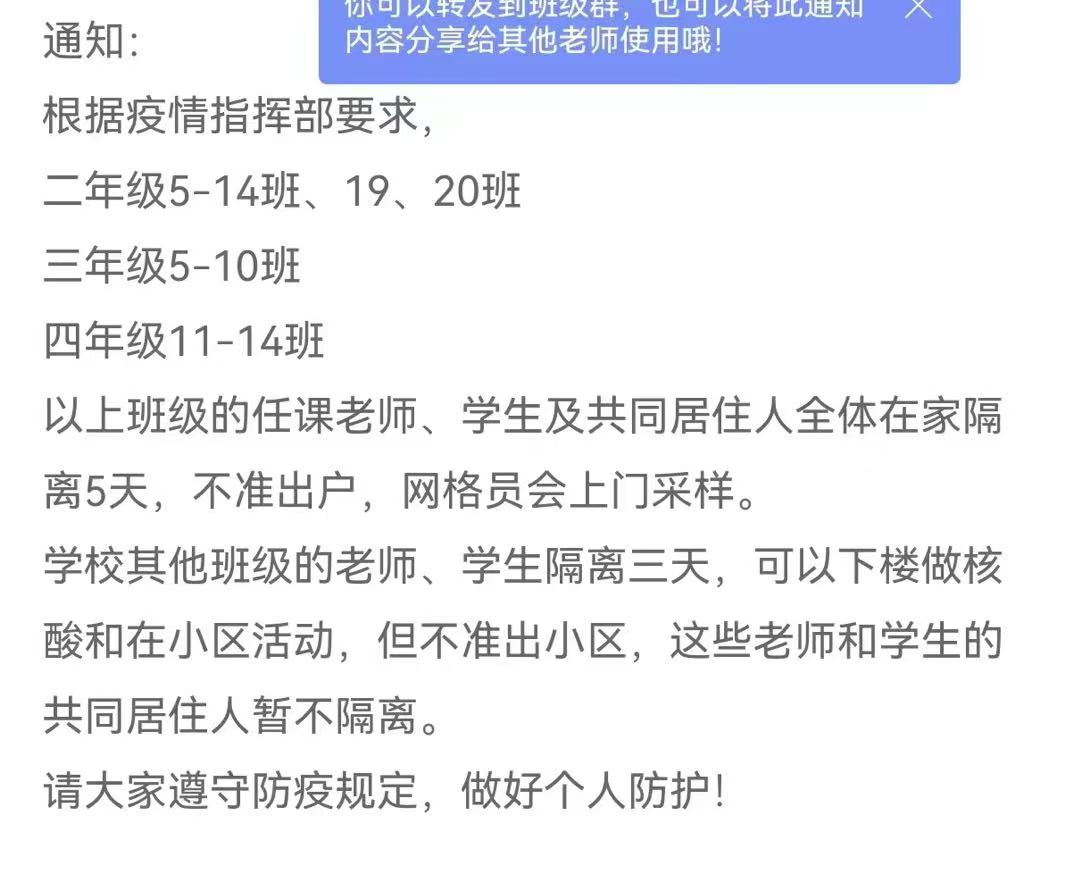 你可以转发到班级群，也可以将此通知
内容分享给其他老师使用哦！
通知：
根据疫情指挥部要求，
二年级5-14班、19、20班
三年级5-10班
四年级11-14班
以上班级的任课老师、学生及共同居住人全体在家隔
离5天，不准出户，网格员会上门采样。
学校其他班级的老师、学生隔离三天，可以下楼做核
酸和在小区活动，但不准出小区，这些老师和学生的
共同居住人暂不隔离。
请大家遵守防疫规定，做好个人防护！